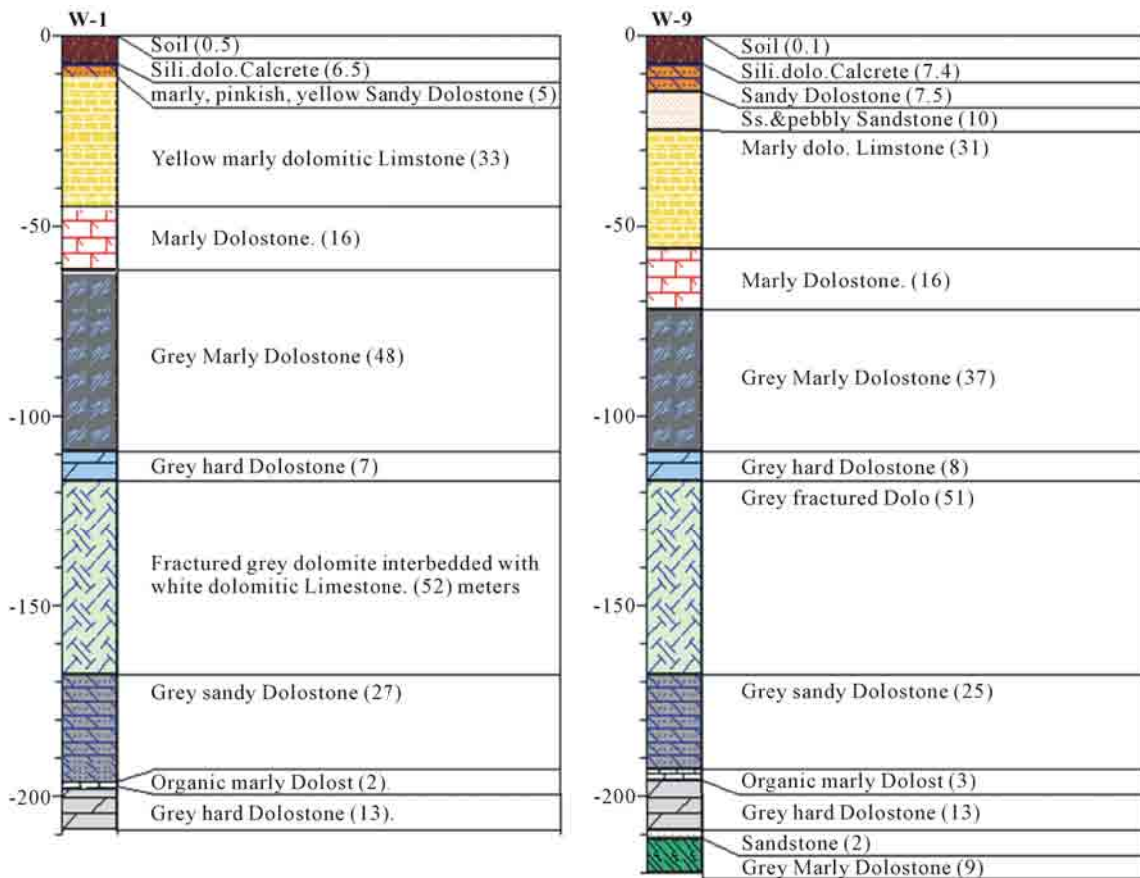 W-1
0
Soil (0.5)
Sili.dolo.Calcrete (6.5)
marly, pinkish, yellow Sandy Dolostone (5)
Yellow marly dolomitic Limstone (33)
-50
Marly Dolostone. (16)
Grey Marly Dolostone (48)
-100
Grey hard Dolostone (7)
Fractured grey dolomite interbedded with
white dolomitic Limestone. (52) meters
-150
Grey sandy Dolostone (27)
Organic marly Dolost (2)
-200
Grey hard Dolostone (13).
W-9
0
Soil (0.1)
Sili.dolo.Calcrete (7.4)
Sandy Dolostone (7.5)
Ss.&pebbly Sandstone (10)
Marly dolo. Limstone (31)
-50
Marly Dolostone. (16)
Grey Marly Dolostone (37)
-100
Grey hard Dolostone (8)
Grey fractured Dolo (51)
-150
Grey sandy Dolostone (25)
Organic marly Dolost (3)
-200
Grey hard Dolostone (13)
Sandstone (2)
Grey Marly Dolostone (9)